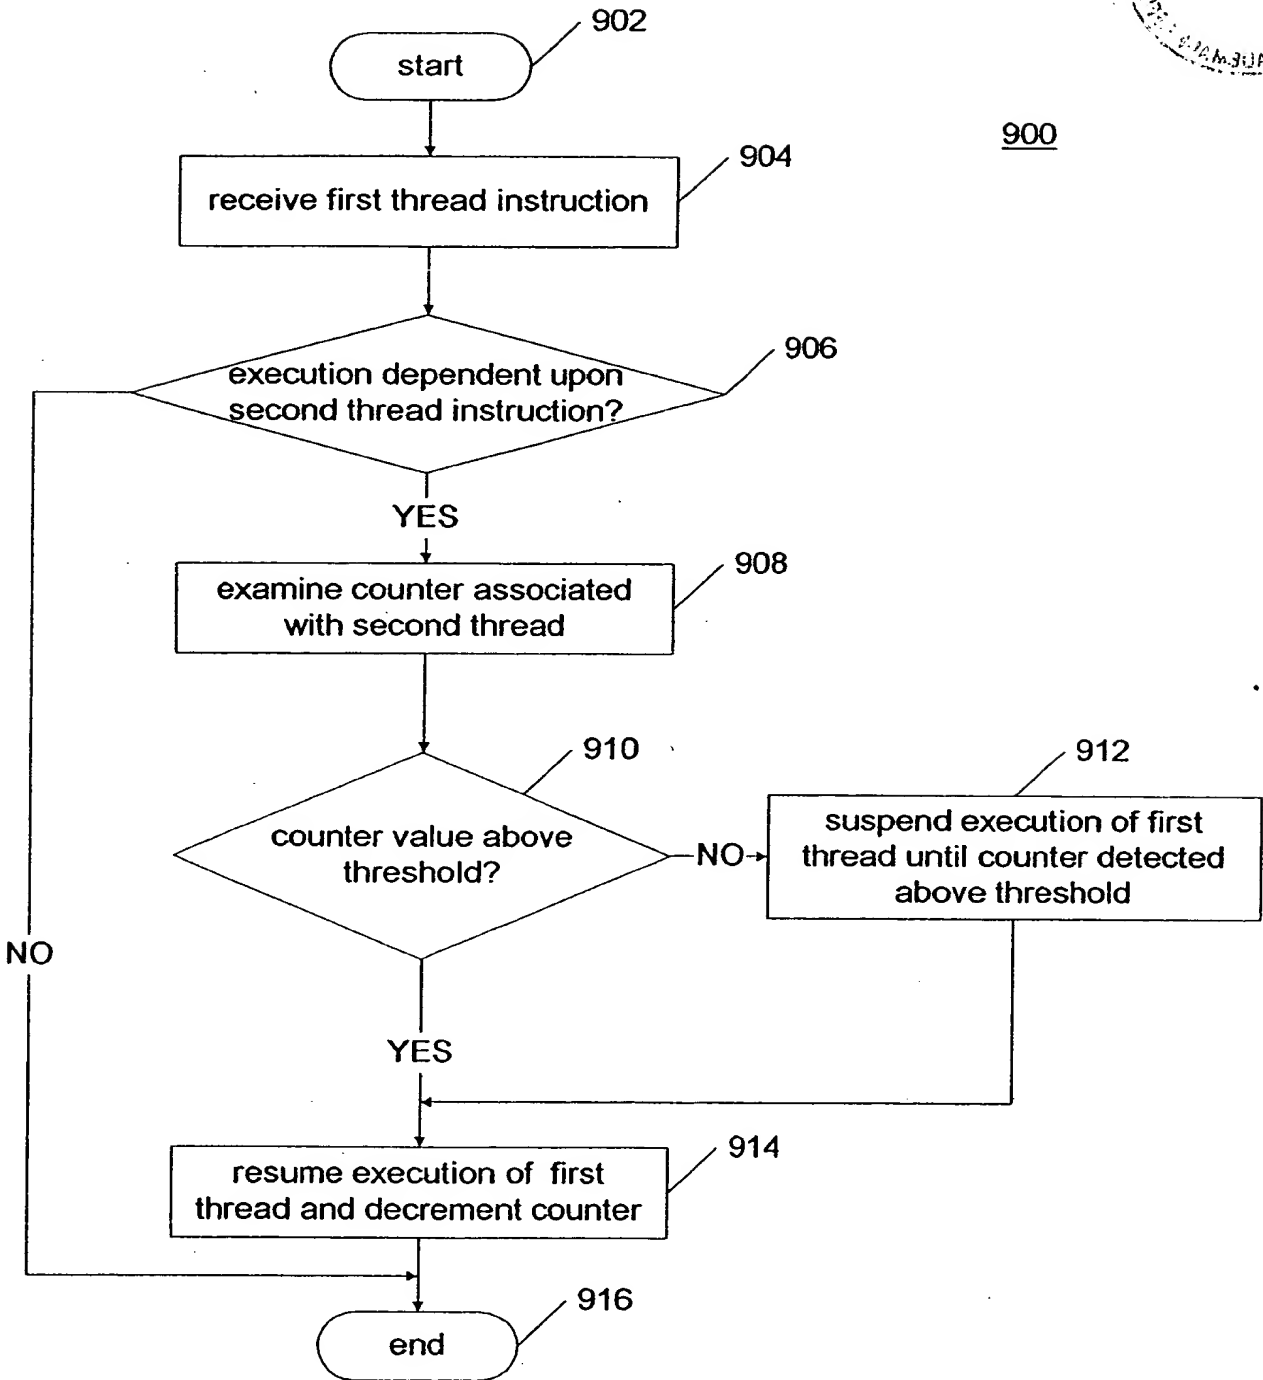 902
start
900
904
receive first thread instruction
906
execution dependent upon
second thread instruction?
YES
908
examine counter associated
with second thread
910
counter value above
threshold?
NO
912
suspend execution of first
thread until counter detected
above threshold
NO
YES
914
resume execution of first
thread and decrement counter
916
end